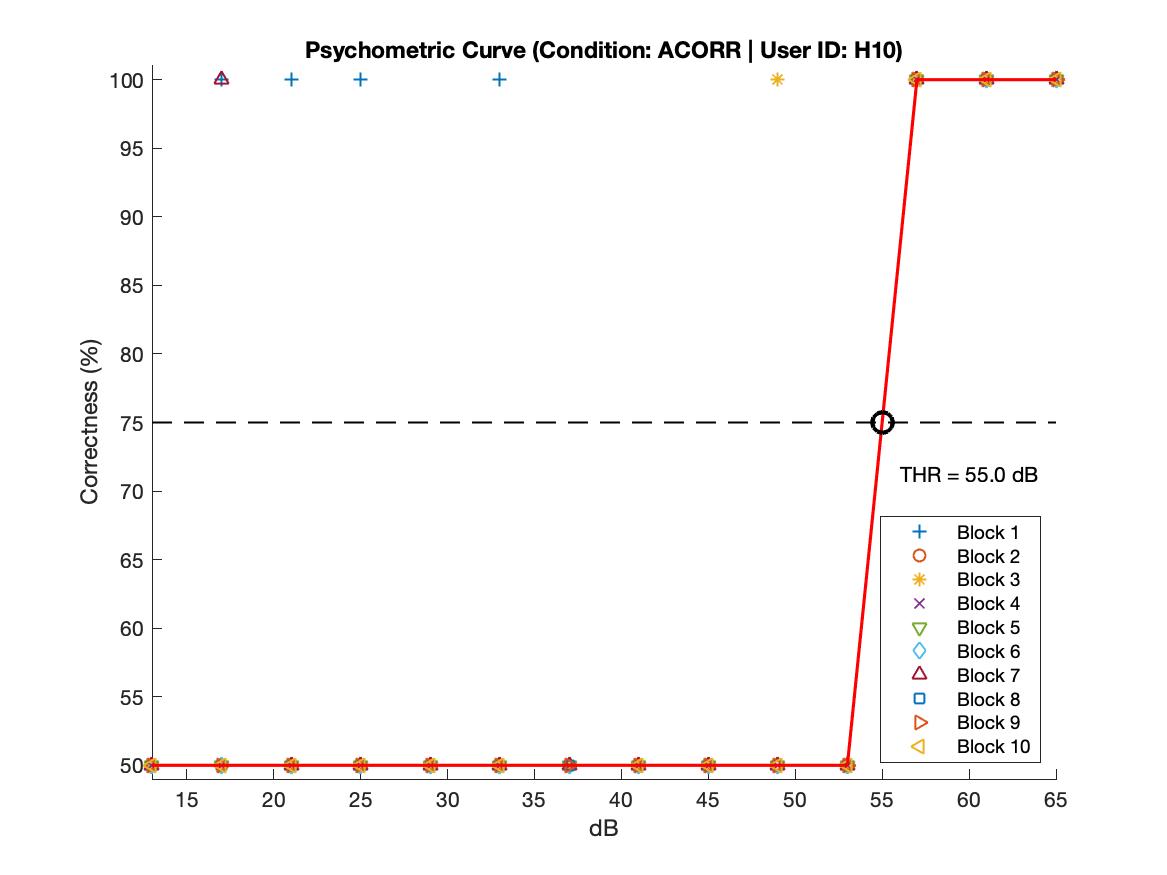 Psychometric Curve (Condition: ACORR | User ID: H10)
100
95
90
85
80
75
70
65
60
55
50
Correctness (%)
THR = 55.0 dB
Block 1
Block 2
Block 3
Block 4
Block 5
Block 6
Block 7
Block 8
Block 9
Block 10
15 20 25 30 35 40 45 50 55 60 65
dB